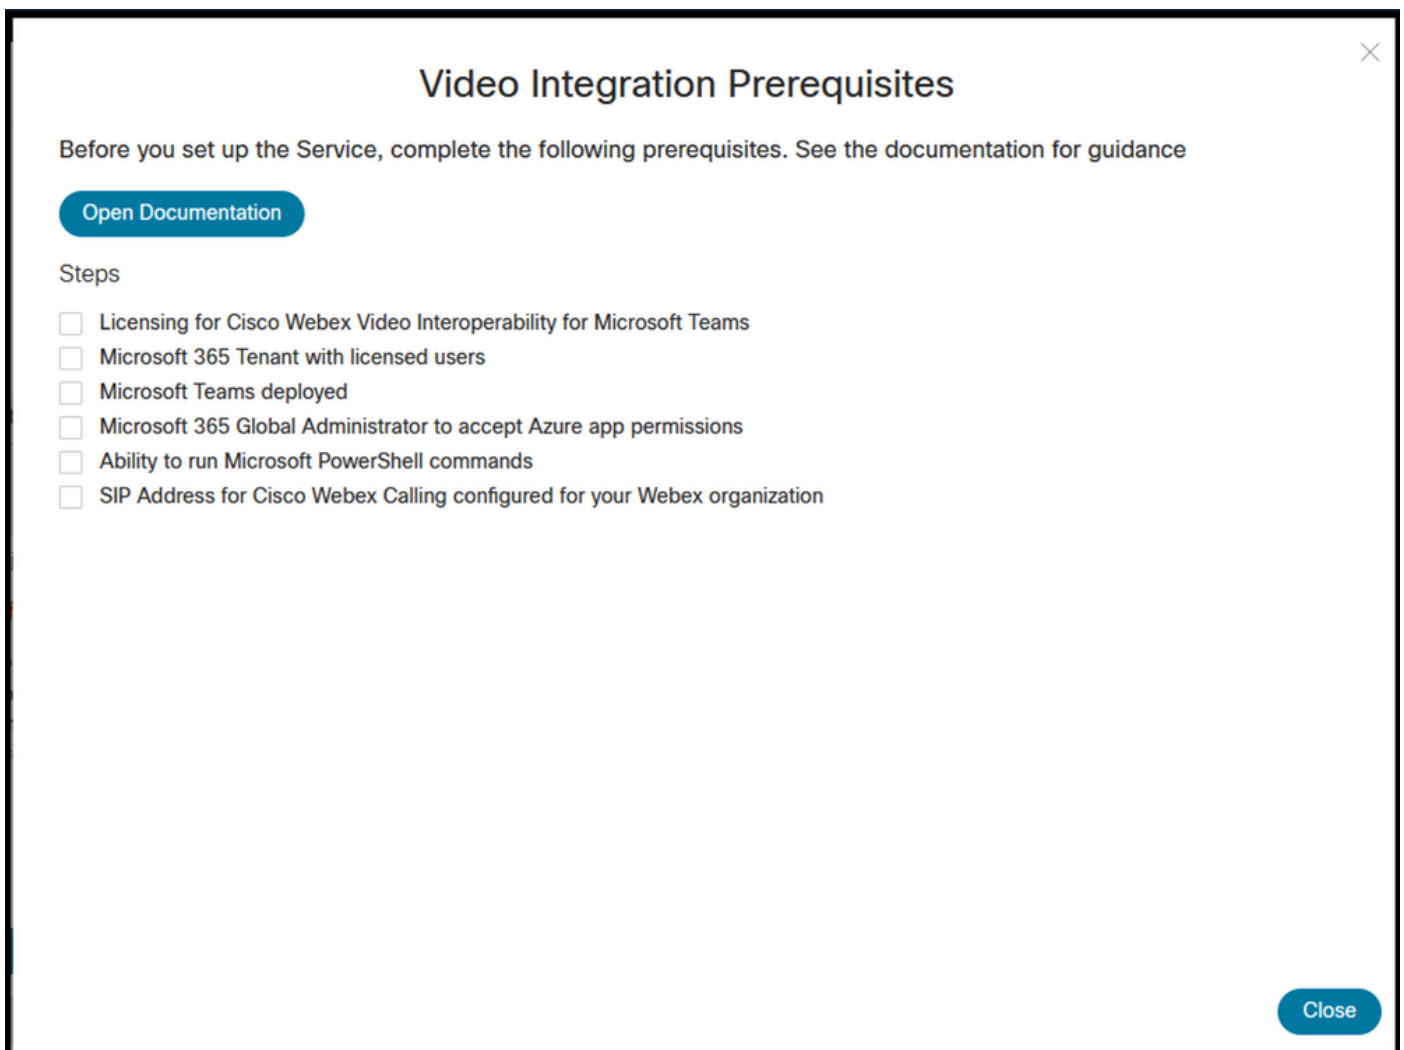 Video Integration Prerequisites
Before you set up the Service, complete the following prerequisites. See the documentation for guidance
Open Documentation
Steps
Licensing for Cisco Webex Video Interoperability for Microsoft Teams
Microsoft 365 Tenant with licensed users
Microsoft Teams deployed
Microsoft 365 Global Administrator to accept Azure app permissions
Ability to run Microsoft PowerShell commands
SIP Address for Cisco Webex Calling configured for your Webex organization
Close